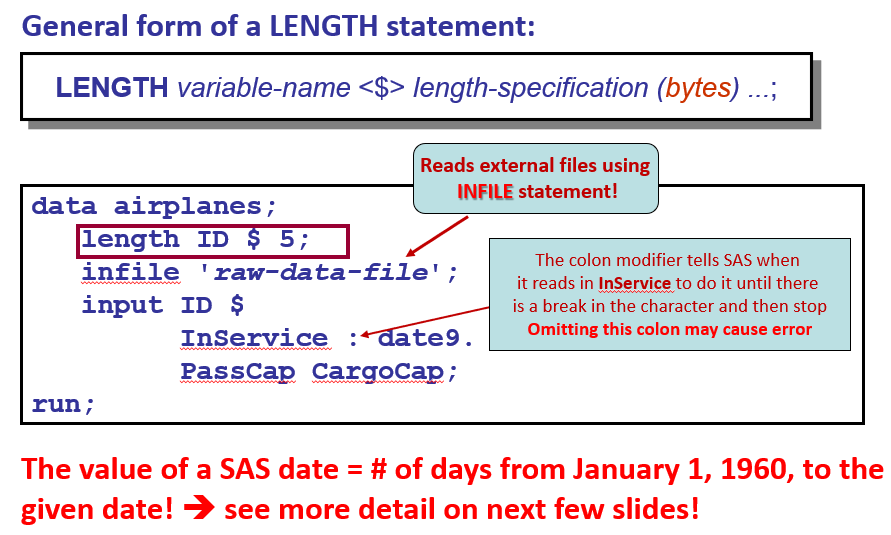 General form of a LENGTH statement:
LENGTH variable-name <$> length-specification (bytes) ...;
Reads external files using
INFILE statement!
data airplanes;
length ID $ 5;
infile 'raw-data-file';
input ID $
InService : date9.
PassCap CargoCap;
run;
The colon modifier tells SAS when
it reads in InService to do it until there
is a break in the character and then stop
Omitting this colon may cause error
The value of a SAS date = # of days from January 1, 1960, to the
given date! ➔ see more detail on next few slides!